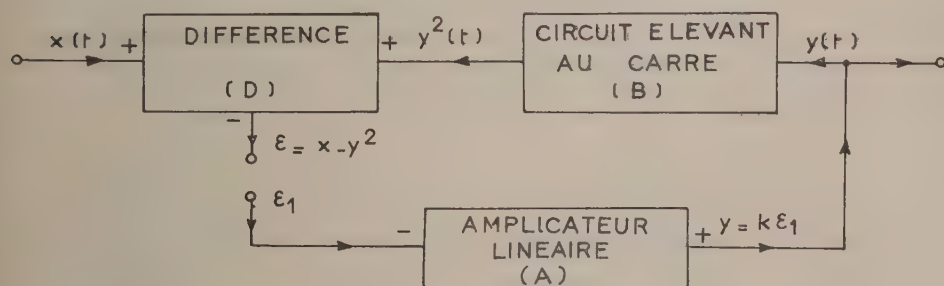 x(t) +
DIFFERENCE
(D)
+ y²(t)
CIRCUIT ELEVANT
AU CARRE
(B)
y(t)
-
ε = x - y²
ε₁
-
AMPLICATEUR
LINEAIRE
(A)
+ y = kε₁